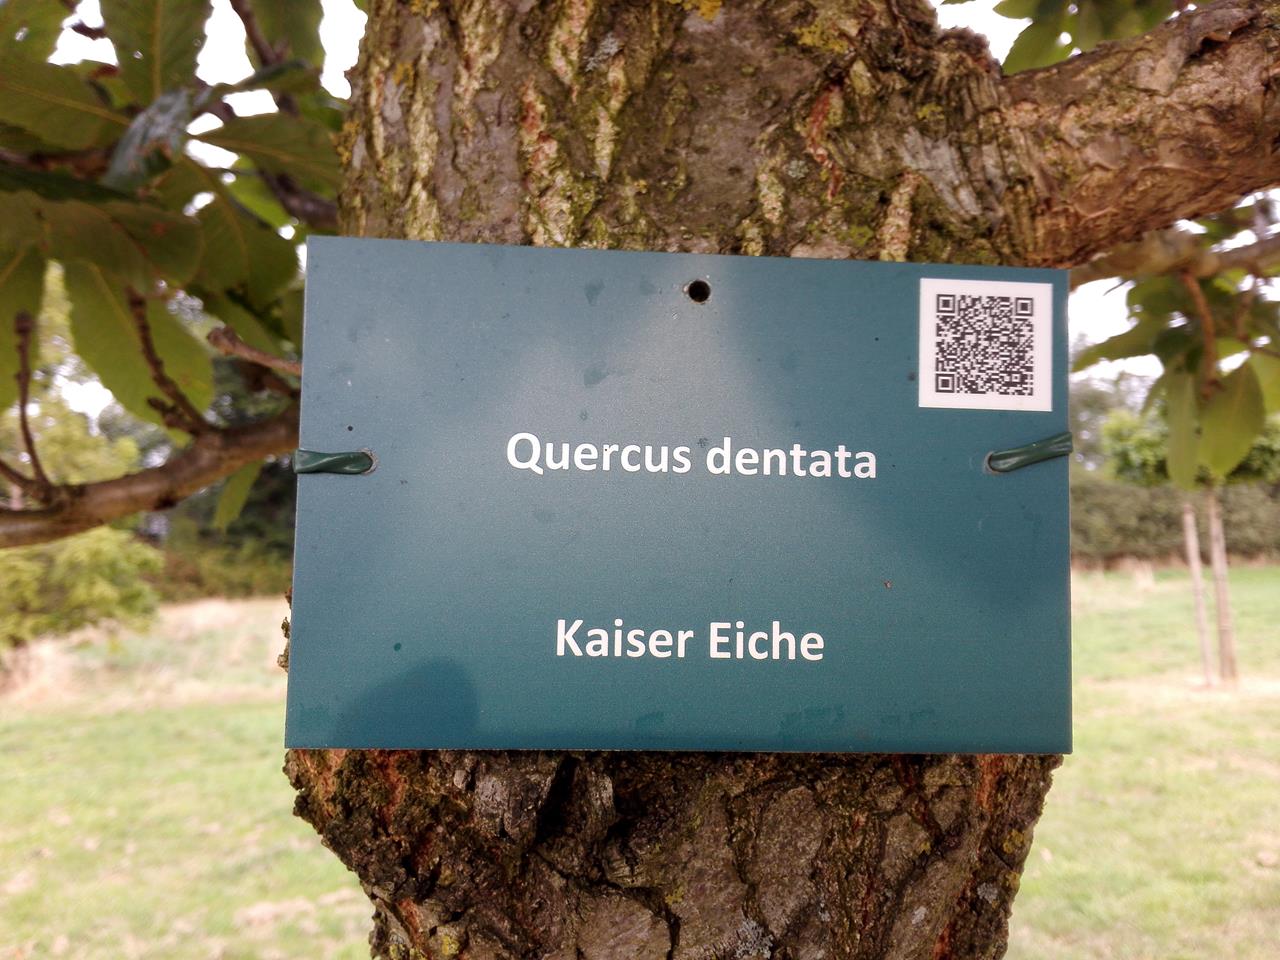 Quercus dentata
Kaiser Eiche